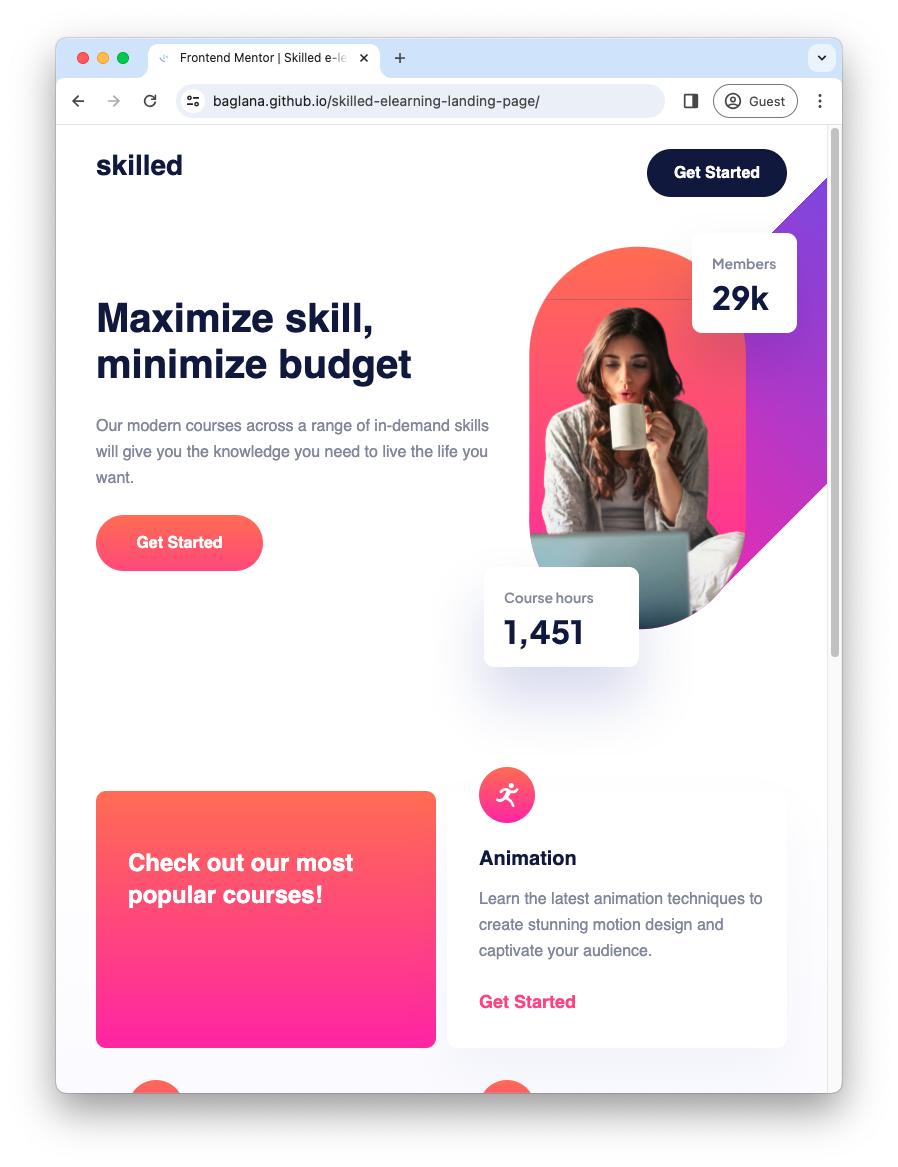 Frontend Mentor | Skilled e-le
baglana.github.io/skilled-elearning-landing-page/
Guest
skilled
Get Started
Members
29k
Maximize skill,
minimize budget
Our modern courses across a range of in-demand skills
will give you the knowledge you need to live the life you
want.
Get Started
Course hours
1,451
Check out our most
popular courses!
Animation
Learn the latest animation techniques to
create stunning motion design and
captivate your audience.
Get Started